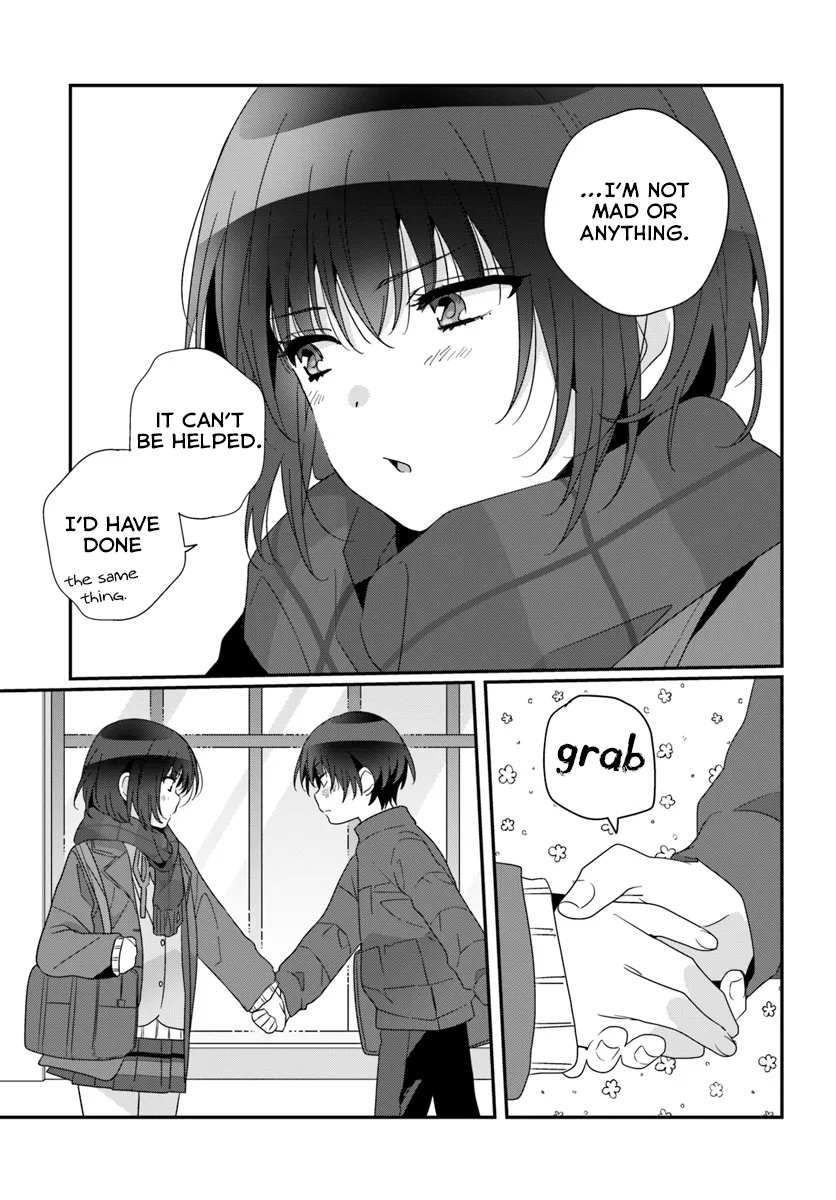 ...I'M NOT
MAD OR
ANYTHING.
IT CAN'T
BE HELPED.
I'D HAVE
DONE
the same
thing.
grab